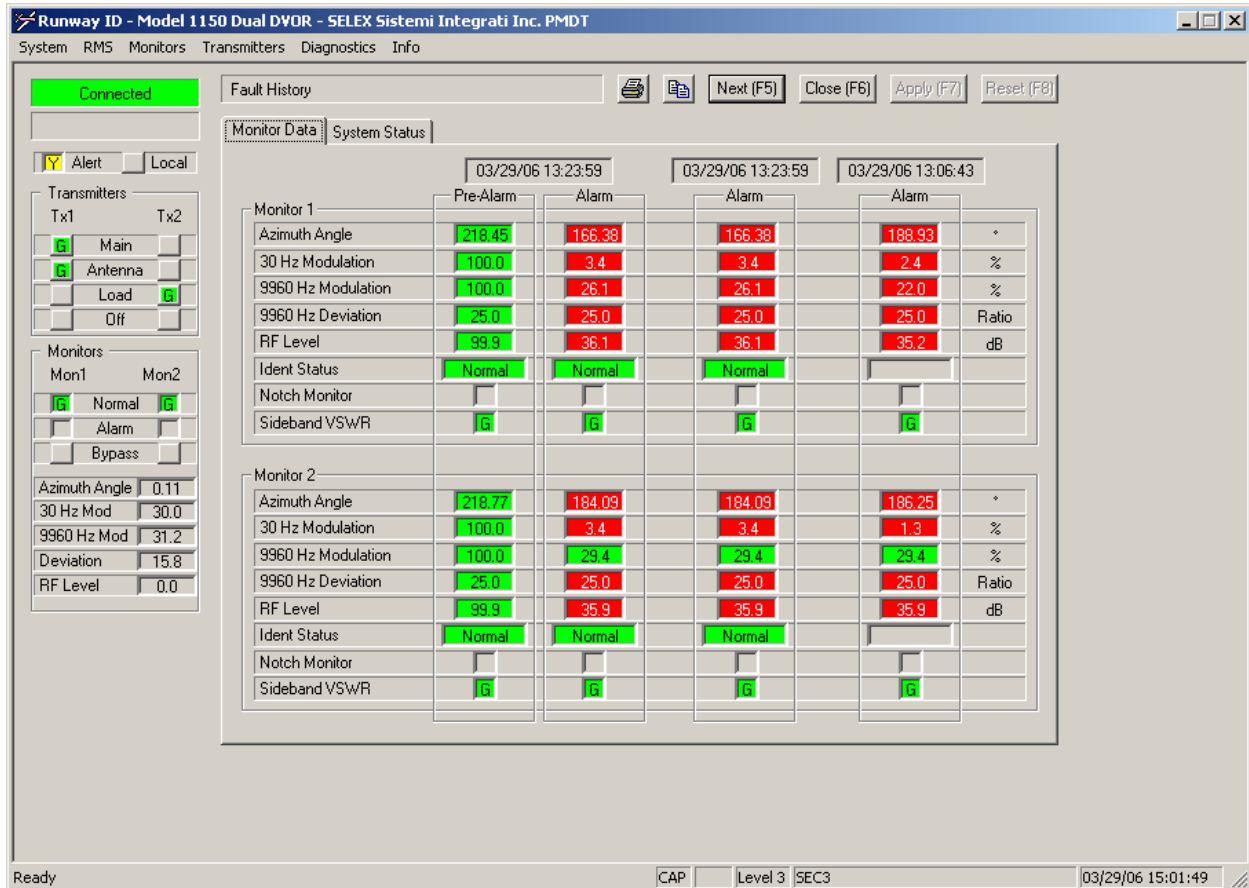 Runway ID - Model 1150 Dual DVOR - SELEX Sistemi Integrati Inc. PMDT
System RMS Monitors Transmitters Diagnostics Info
Connected
Fault History Next (F5) Close (F6) Apply (F7) Reset (F8)
Monitor Data System Status
Y Alert Local
Transmitters
Tx1 Tx2
G Main
G Antenna
Load G
Off
Monitors
Mon1 Mon2
G Normal G
Alarm
Bypass
Azimuth Angle 0.11
30 Hz Mod 30.0
9960 Hz Mod 31.2
Deviation 15.8
RF Level 0.0
03/29/06 13:23:59 03/29/06 13:23:59 03/29/06 13:06:43
Pre-Alarm Alarm Alarm Alarm
Monitor 1
Azimuth Angle 218.45 166.38 166.38 188.93 °
30 Hz Modulation 100.0 3.4 3.4 2.4 %
9960 Hz Modulation 100.0 26.1 26.1 22.0 %
9960 Hz Deviation 25.0 25.0 25.0 25.0 Ratio
RF Level 99.9 36.1 36.1 35.2 dB
Ident Status Normal Normal Normal
Notch Monitor
Sideband VSWR G G G G
Monitor 2
Azimuth Angle 218.77 184.09 184.09 186.25 °
30 Hz Modulation 100.0 3.4 3.4 1.3 %
9960 Hz Modulation 100.0 29.4 29.4 29.4 %
9960 Hz Deviation 25.0 25.0 25.0 25.0 Ratio
RF Level 99.9 35.9 35.9 35.9 dB
Ident Status Normal Normal Normal
Notch Monitor
Sideband VSWR G G G G
Ready CAP Level 3 SEC3 03/29/06 15:01:49